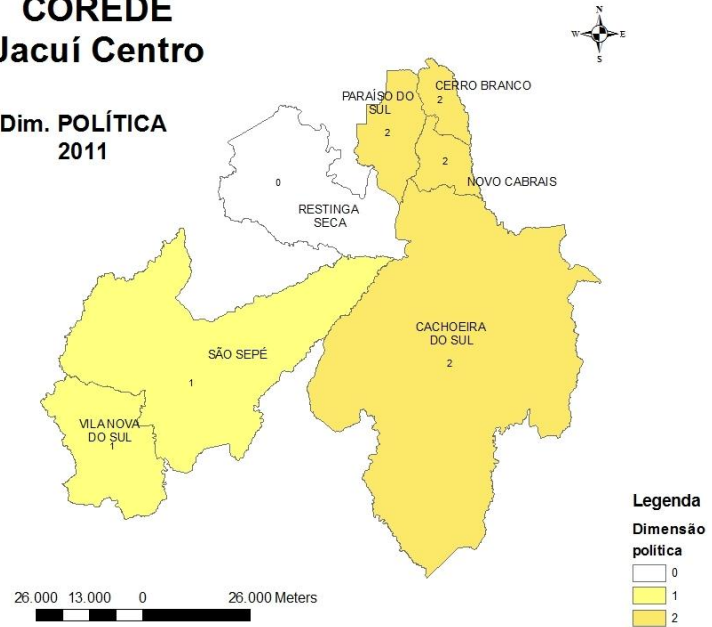 COREDE
Jacuí Centro
Dim. POLÍTICA
2011
N
W E
S
PARAÍSO DO
SUL
2
CERRO BRANCO
2
2
NOVO CABRAIS
0
RESTINGA
SECA
CACHOEIRA
DO SUL
2
SÃO SEPÉ
1
VILANOVA
DO SUL
1
Legenda
Dimensão
política
0
1
2
26.000 13.000 0 26.000 Meters